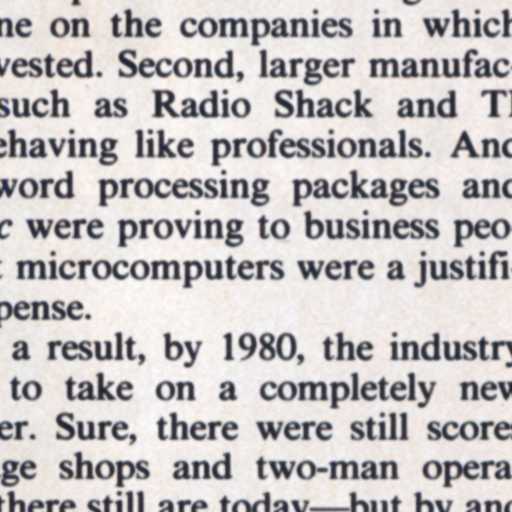 ne on the companies in which
vested. Second, larger manufac-
such as Radio Shack and TI
ehaving like professionals. And
word processing packages and
c were proving to business peo-
microcomputers were a justifi-
pense.
a result, by 1980, the industry
to take on a completely new
er. Sure, there were still scores
ge shops and two-man opera-
there still are today—but by and